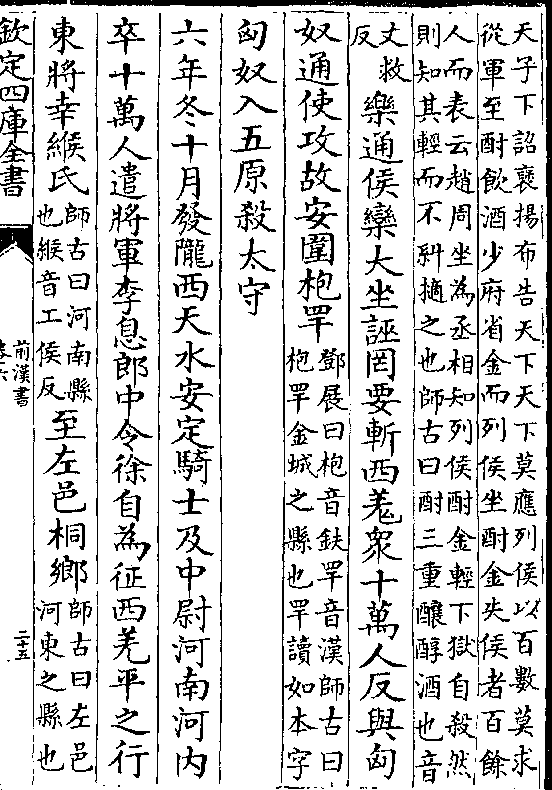 天子下詔襃揚布告天下天下莫應列侯以百數莫求
從軍至酎飲酒少府省金而列侯坐酎金失侯者百餘
人而表云趙周坐為丞相知列侯酎金輕下獄自殺然
則知其輕而不糾擿之也師古曰酎三重釀醇酒也音
丈救
反
樂通侯欒大坐誣罔要斬西羌衆十萬人反與匈
奴通使攻故安圍枹罕
鄧展曰枹音鈇罕音漢師古曰
枹罕金城之縣也罕讀如本字
匈奴入五原殺太守
六年冬十月發隴西天水安定騎士及中尉河南河内
卒十萬人遣將軍李息郎中令徐自為征西羌平之行
東將幸緱氏
師古曰河南縣
也緱音工侯反
至左邑桐鄉
師古曰左邑
河東之縣也
欽定四庫全書
前漢書
卷六
二十五